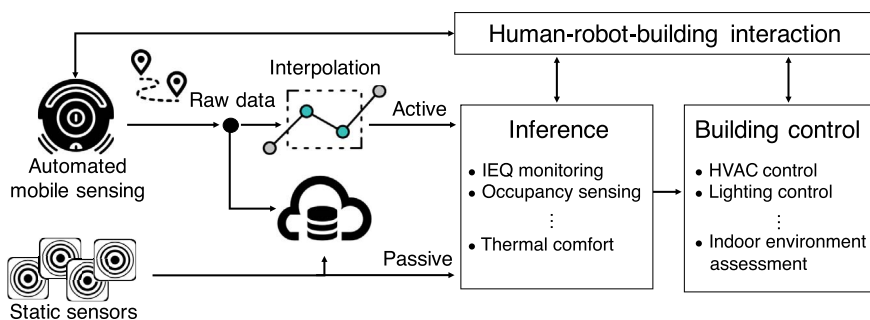 Human-robot-building interaction
Interpolation
Raw data
Active
Automated
mobile sensing
Inference
• IEQ monitoring
• Occupancy sensing
⋮
• Thermal comfort
Building control
• HVAC control
• Lighting control
⋮
• Indoor environment
assessment
Passive
Static sensors